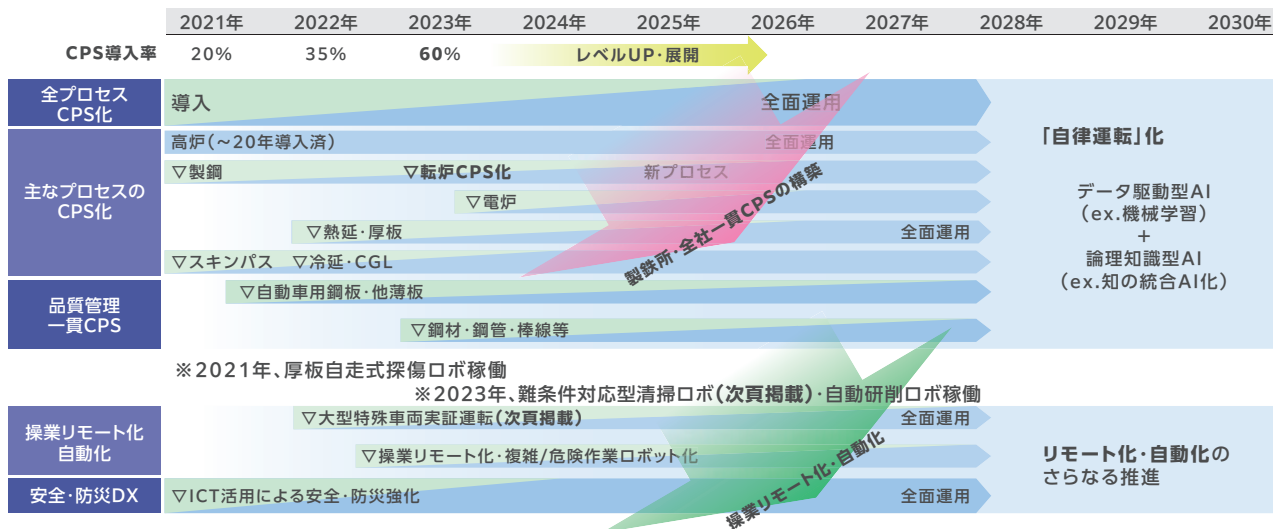 2021年 2022年 2023年 2024年 2025年 2026年 2027年 2028年 2029年 2030年
CPS導入率 20% 35% 60% レベルUP・展開
全プロセス
CPS化
導入 全面運用
主なプロセスの
CPS化
高炉(~20年導入済) 全面運用
▽製鋼 ▽転炉CPS化 新プロセス
▽電炉
▽熱延・厚板 全面運用
▽スキンパス ▽冷延・CGL
製鉄所・全社一貫CPSの構築
品質管理
一貫CPS
▽自動車用鋼板・他薄板
▽鋼材・鋼管・棒線等
「自律運転」化
データ駆動型AI
(ex.機械学習)
+
論理知識型AI
(ex.知の統合AI化)
※2021年、厚板自走式探傷ロボ稼働
※2023年、難条件対応型清掃ロボ(次頁掲載)・自動研削ロボ稼働
操業リモート化
自動化
▽大型特殊車両実証運転(次頁掲載) 全面運用
▽操業リモート化・複雑/危険作業ロボット化
安全・防災DX
▽ICT活用による安全・防災強化 全面運用
操業リモート化・自動化
リモート化・自動化の
さらなる推進